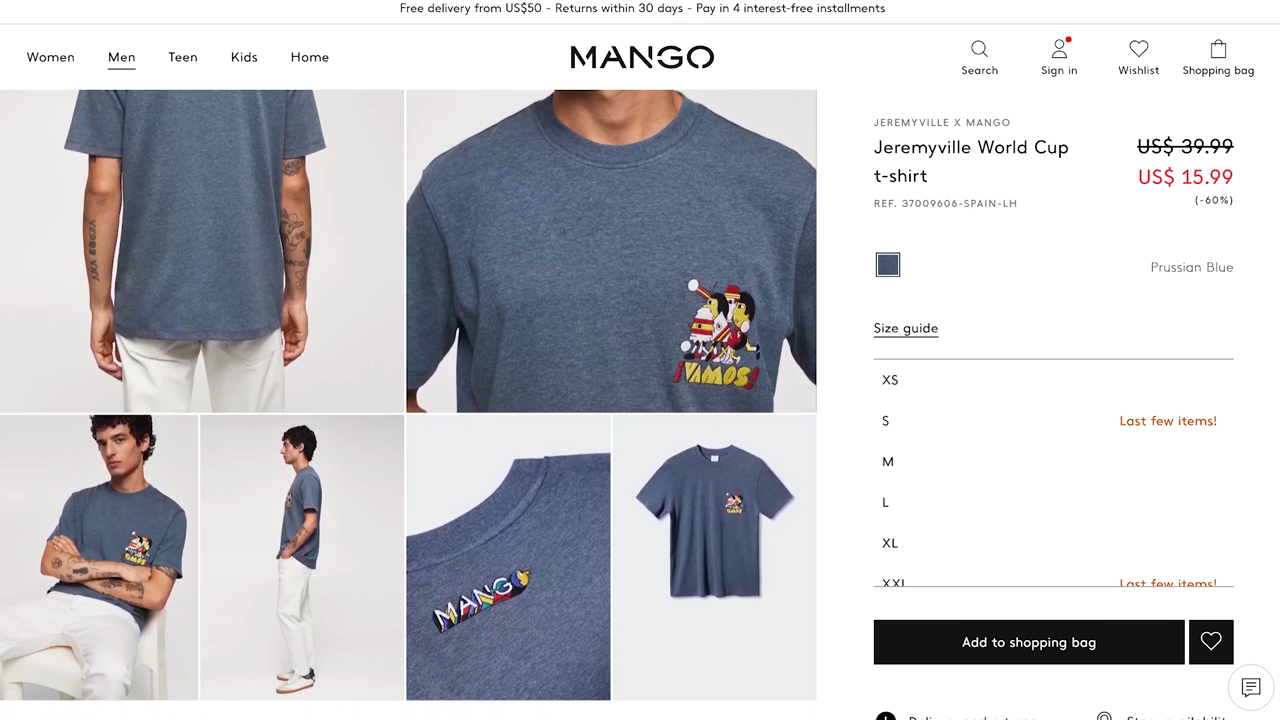 Free delivery from US$50 - Returns within 30 days - Pay in 4 interest-free installments
Women Men Teen Kids Home
MANGO
Search Sign in Wishlist Shopping bag
JEREMYVILLE X MANGO
Jeremyville World Cup
t-shirt
US$ 39.99
US$ 15.99
(-60%)
REF. 37009606-SPAIN-LH
Prussian Blue
Size guide
XS
S Last few items!
M
L
XL
XXL Last few items!
Add to shopping bag
¡VAMOS!
VAMOS
MANGO